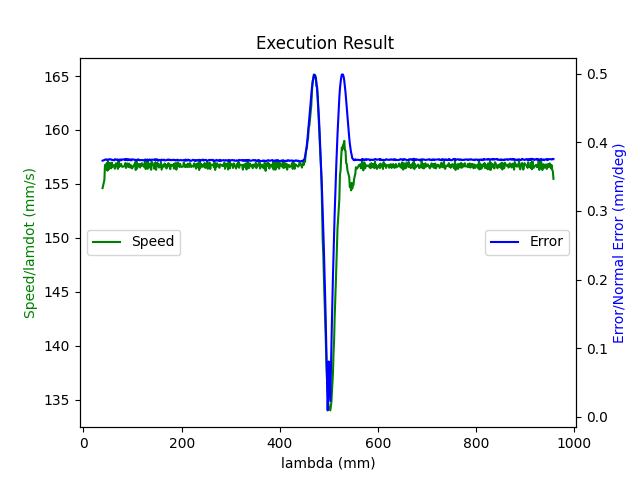 Execution Result
165
160
155
150
145
140
135
Speed/lamdot (mm/s)
Speed
Error
0.5
0.4
0.3
0.2
0.1
0.0
Error/Normal Error (mm/deg)
0 200 400 600 800 1000
lambda (mm)